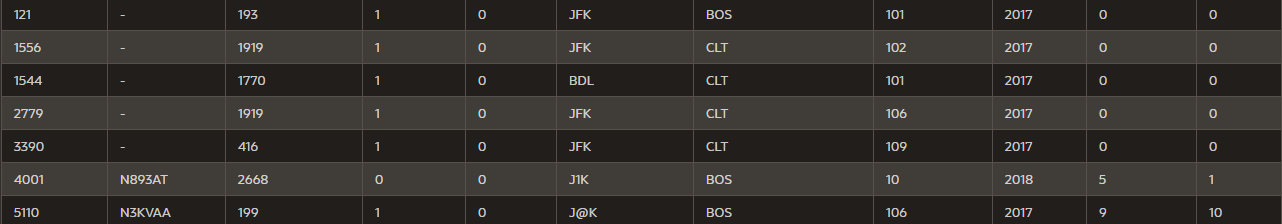 121 - 193 1 0 JFK BOS 101 2017 0 0
1556 - 1919 1 0 JFK CLT 102 2017 0 0
1544 - 1770 1 0 BDL CLT 101 2017 0 0
2779 - 1919 1 0 JFK CLT 106 2017 0 0
3390 - 416 1 0 JFK CLT 109 2017 0 0
4001 N893AT 2668 0 0 J1K BOS 10 2018 5 1
5110 N3KVAA 199 1 0 J@K BOS 106 2017 9 10